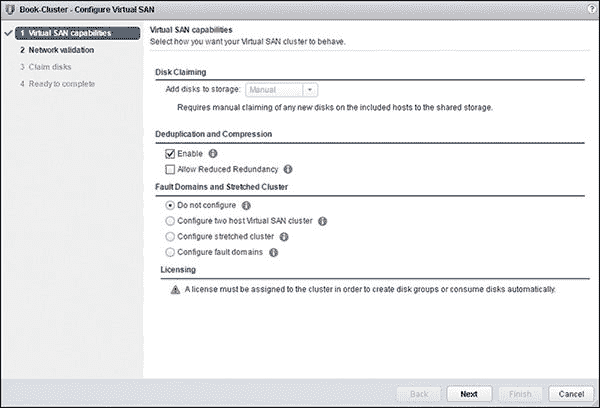 Book-Cluster - Configure Virtual SAN
1 Virtual SAN capabilities
2 Network validation
3 Claim disks
4 Ready to complete
Virtual SAN capabilities
Select how you want your Virtual SAN cluster to behave.
Disk Claiming
Add disks to storage: Manual
Requires manual claiming of any new disks on the included hosts to the shared storage.
Deduplication and Compression
Enable
Allow Reduced Redundancy
Fault Domains and Stretched Cluster
Do not configure
Configure two host Virtual SAN cluster
Configure stretched cluster
Configure fault domains
Licensing
A license must be assigned to the cluster in order to create disk groups or consume disks automatically.
Back Next Finish Cancel